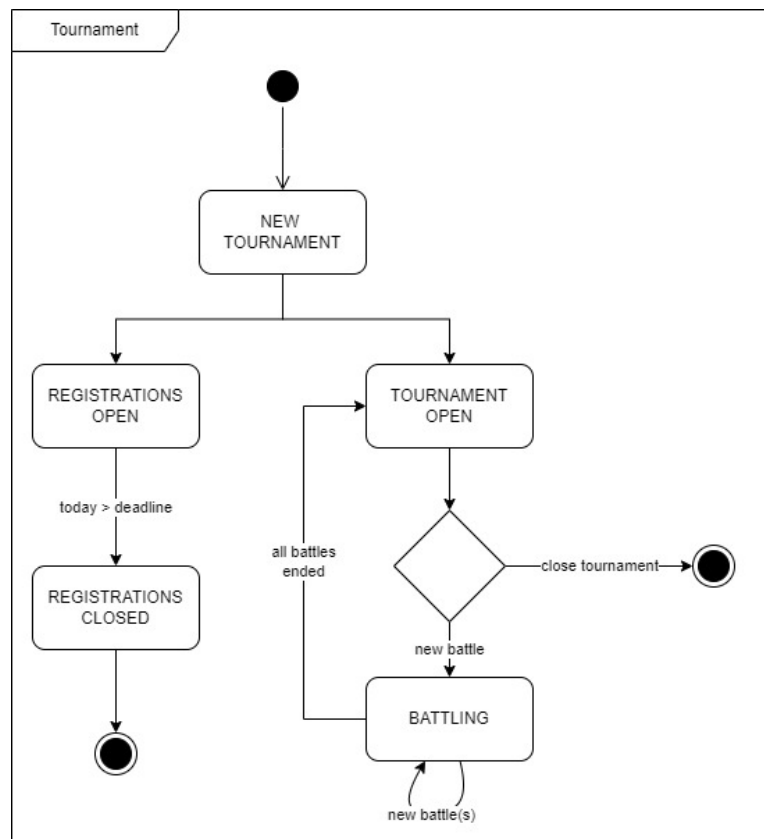 Tournament
NEW
TOURNAMENT
REGISTRATIONS
OPEN
TOURNAMENT
OPEN
today > deadline
all battles
ended
close tournament
REGISTRATIONS
CLOSED
new battle
BATTLING
new battle(s)